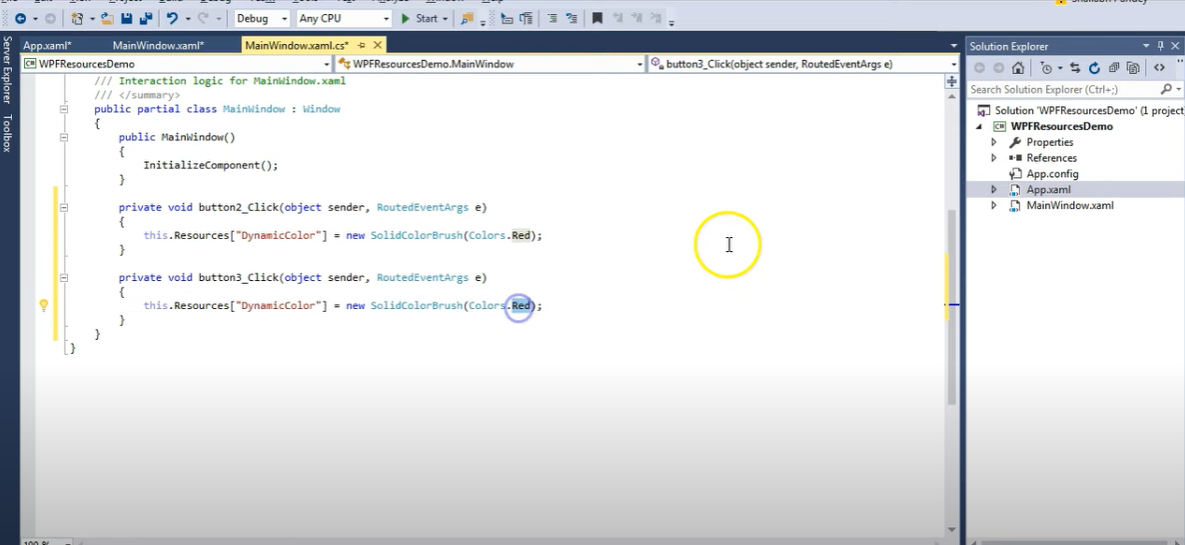 Debug
Any CPU
Start
App.xaml*
MainWindow.xaml*
MainWindow.xaml.cs*
WPFResourcesDemo
WPFResourcesDemo.MainWindow
button3_Click(object sender, RoutedEventArgs e)
Server Explorer
Toolbox
/// Interaction logic for MainWindow.xaml
/// </summary>
public partial class MainWindow : Window
{
public MainWindow()
{
InitializeComponent();
}
private void button2_Click(object sender, RoutedEventArgs e)
{
this.Resources["DynamicColor"] = new SolidColorBrush(Colors.Red);
}
private void button3_Click(object sender, RoutedEventArgs e)
{
this.Resources["DynamicColor"] = new SolidColorBrush(Colors.Red);
}
}
}
Solution Explorer
Search Solution Explorer (Ctrl+;)
Solution 'WPFResourcesDemo' (1 project
WPFResourcesDemo
Properties
References
App.config
App.xaml
MainWindow.xaml